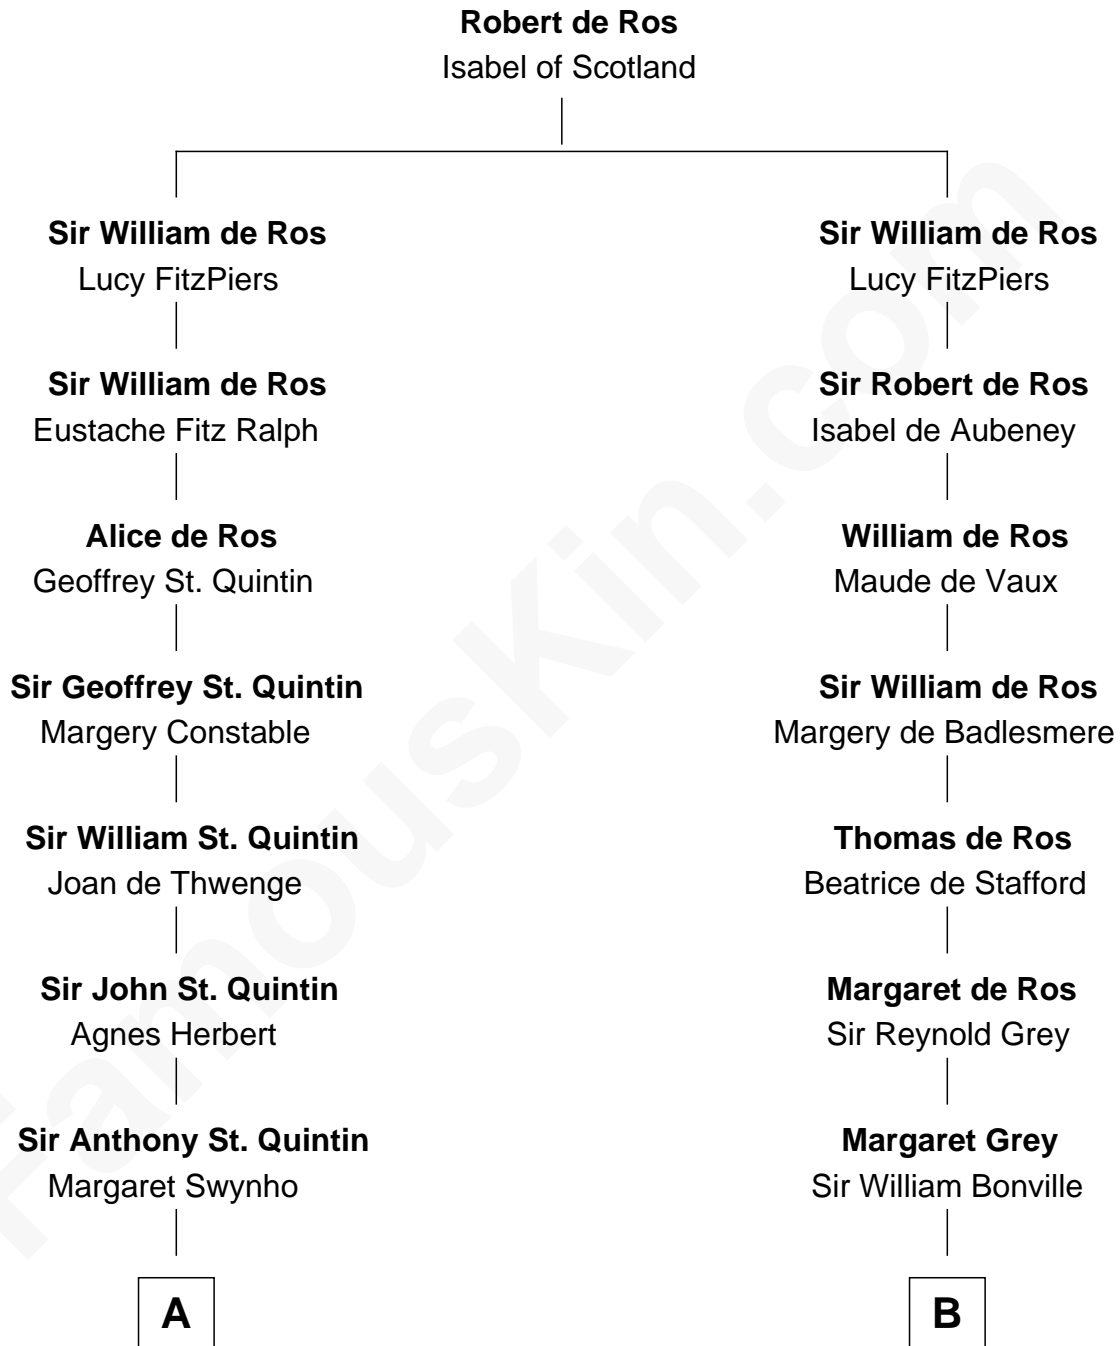 Robert de Ros
Isabel of Scotland
Sir William de Ros
Lucy FitzPiers
Sir William de Ros
Lucy FitzPiers
Sir William de Ros
Eustache Fitz Ralph
Sir Robert de Ros
Isabel de Aubeney
Alice de Ros
Geoffrey St. Quintin
William de Ros
Maude de Vaux
Sir Geoffrey St. Quintin
Margery Constable
Sir William de Ros
Margery de Badlesmere
Sir William St. Quintin
Joan de Thwenge
Thomas de Ros
Beatrice de Stafford
Sir John St. Quintin
Agnes Herbert
Margaret de Ros
Sir Reynold Grey
Sir Anthony St. Quintin
Margaret Swynho
Margaret Grey
Sir William Bonville
A
B
FamousKin.com